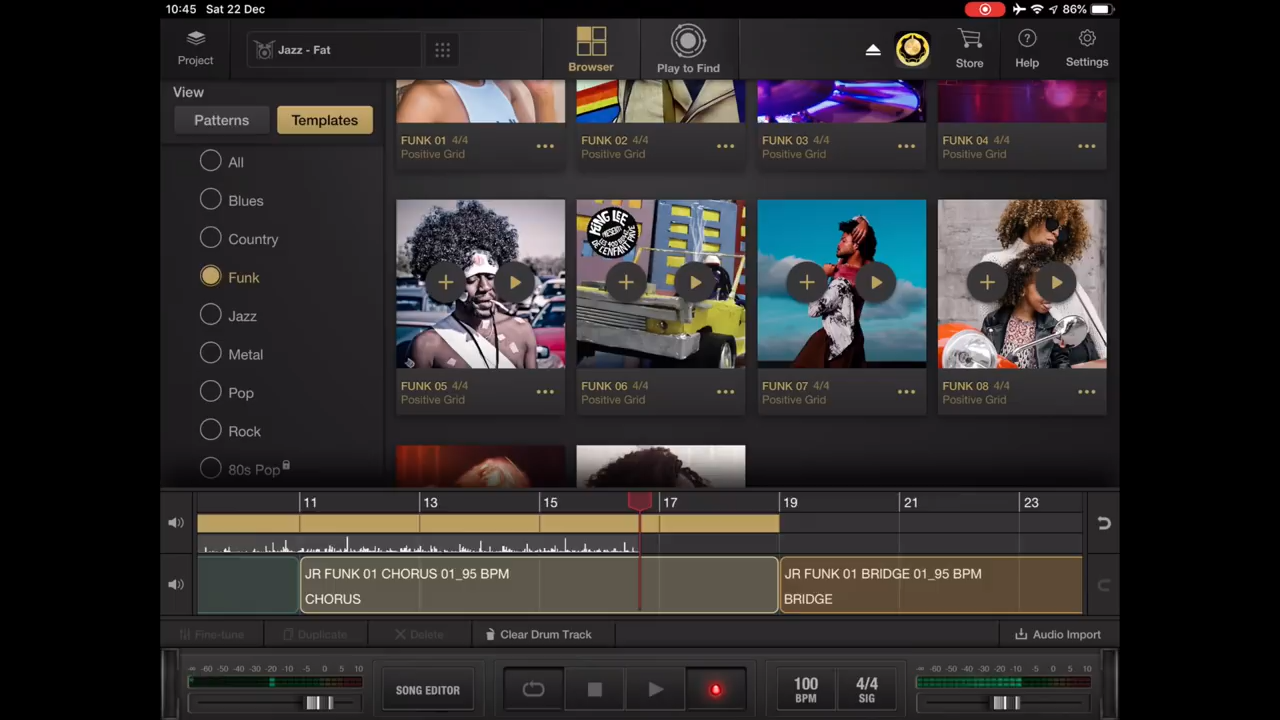 10:45 Sat 22 Dec
86%
Project
Jazz - Fat
Browser
Play to Find
Store
Help
Settings
View
Patterns
Templates
All
Blues
Country
Funk
Jazz
Metal
Pop
Rock
80s Pop
FUNK 01 4/4
Positive Grid
FUNK 02 4/4
Positive Grid
FUNK 03 4/4
Positive Grid
FUNK 04 4/4
Positive Grid
KING LEE
PRESENTS
FUNK 05 4/4
Positive Grid
FUNK 06 4/4
Positive Grid
FUNK 07 4/4
Positive Grid
FUNK 08 4/4
Positive Grid
11 13 15 17 19 21 23
JR FUNK 01 CHORUS 01_95 BPM
CHORUS
JR FUNK 01 BRIDGE 01_95 BPM
BRIDGE
Fine-tune
Duplicate
Delete
Clear Drum Track
Audio Import
-60 -50 -40 -30 -20 -10 -5 0 5 10
SONG EDITOR
100
BPM
4/4
SIG
-60 -50 -40 -30 -20 -10 -5 0 5 10